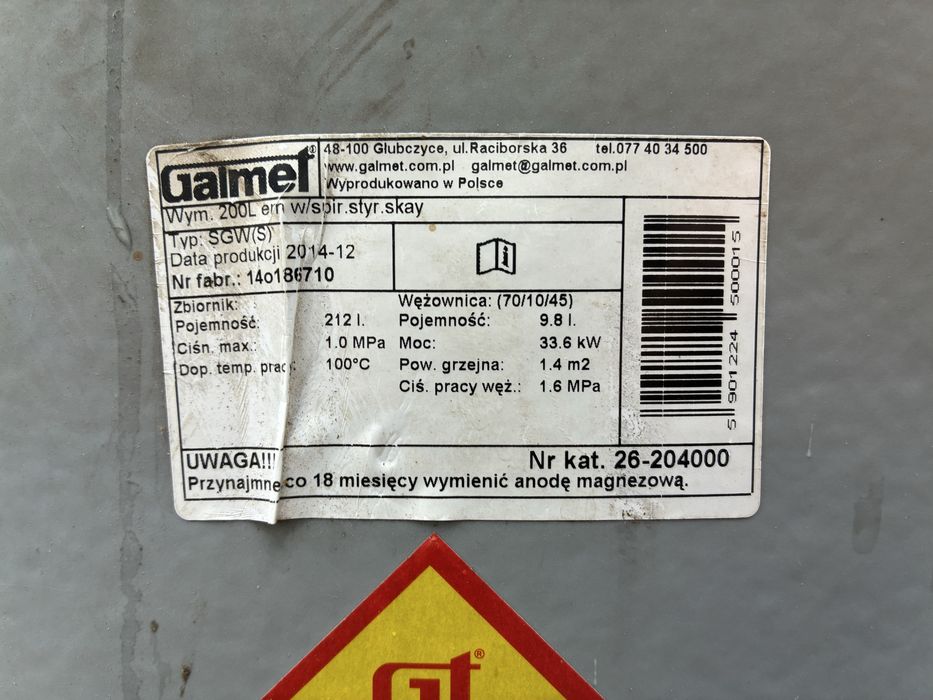 Galmet®
48-100 Głubczyce, ul.Raciborska 36 tel.077 40 34 500
www.galmet.com.pl galmet@galmet.com.pl
Wyprodukowano w Polsce
Wym. 200L em w/spir.styr.skay
Typ: SGW(S)
Data produkcji 2014-12
Nr fabr.: 14o186710
Zbiornik:
Pojemność: 212 l.
Ciśn. max.: 1.0 MPa
Dop. temp. prac 100°C
Wężownica: (70/10/45)
Pojemność: 9.8 l.
Moc: 33.6 kW
Pow. grzejna: 1.4 m2
Ciś. pracy węż.: 1.6 MPa
5 901224 500015
UWAGA!!!
Nr kat. 26-204000
Przynajmne co 18 miesięcy wymienić anodę magnezową.
Gt®